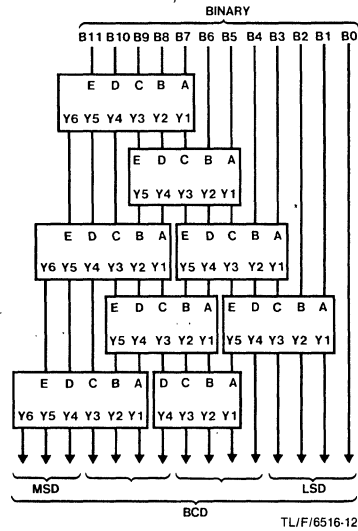 BINARY
B11 B10 B9 B8 B7 B6 B5 B4 B3 B2 B1 B0
E D C B A
Y6 Y5 Y4 Y3 Y2 Y1
E D C B A
Y5 Y4 Y3 Y2 Y1
E D C B A E D C B A
Y6 Y5 Y4 Y3 Y2 Y1 Y5 Y4 Y3 Y2 Y1
E D C B A E D C B A
Y5 Y4 Y3 Y2 Y1 Y5 Y4 Y3 Y2 Y1
E D C B A D C B A
Y6 Y5 Y4 Y3 Y2 Y1 Y4 Y3 Y2 Y1
MSD LSD
BCD
TL/F/6516-12